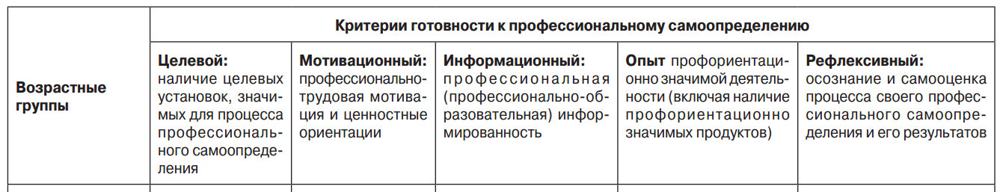 Возрастные
группы
Критерии готовности к профессиональному самоопределению
Целевой:
наличие целевых
установок, значи-
мых для процесса
профессиональ-
ного самоопреде-
ления
Мотивационный:
профессионально-
трудовая мотива-
ция и ценностные
ориентации
Информационный:
профессиональная
(профессионально-об-
разовательная) инфор-
мированность
Опыт профориентаци-
онно значимой деятель-
ности (включая наличие
профориентационно
значимых продуктов)
Рефлексивный:
осознание и самооценка
процесса своего профес-
сионального самоопре-
деления и его результатов